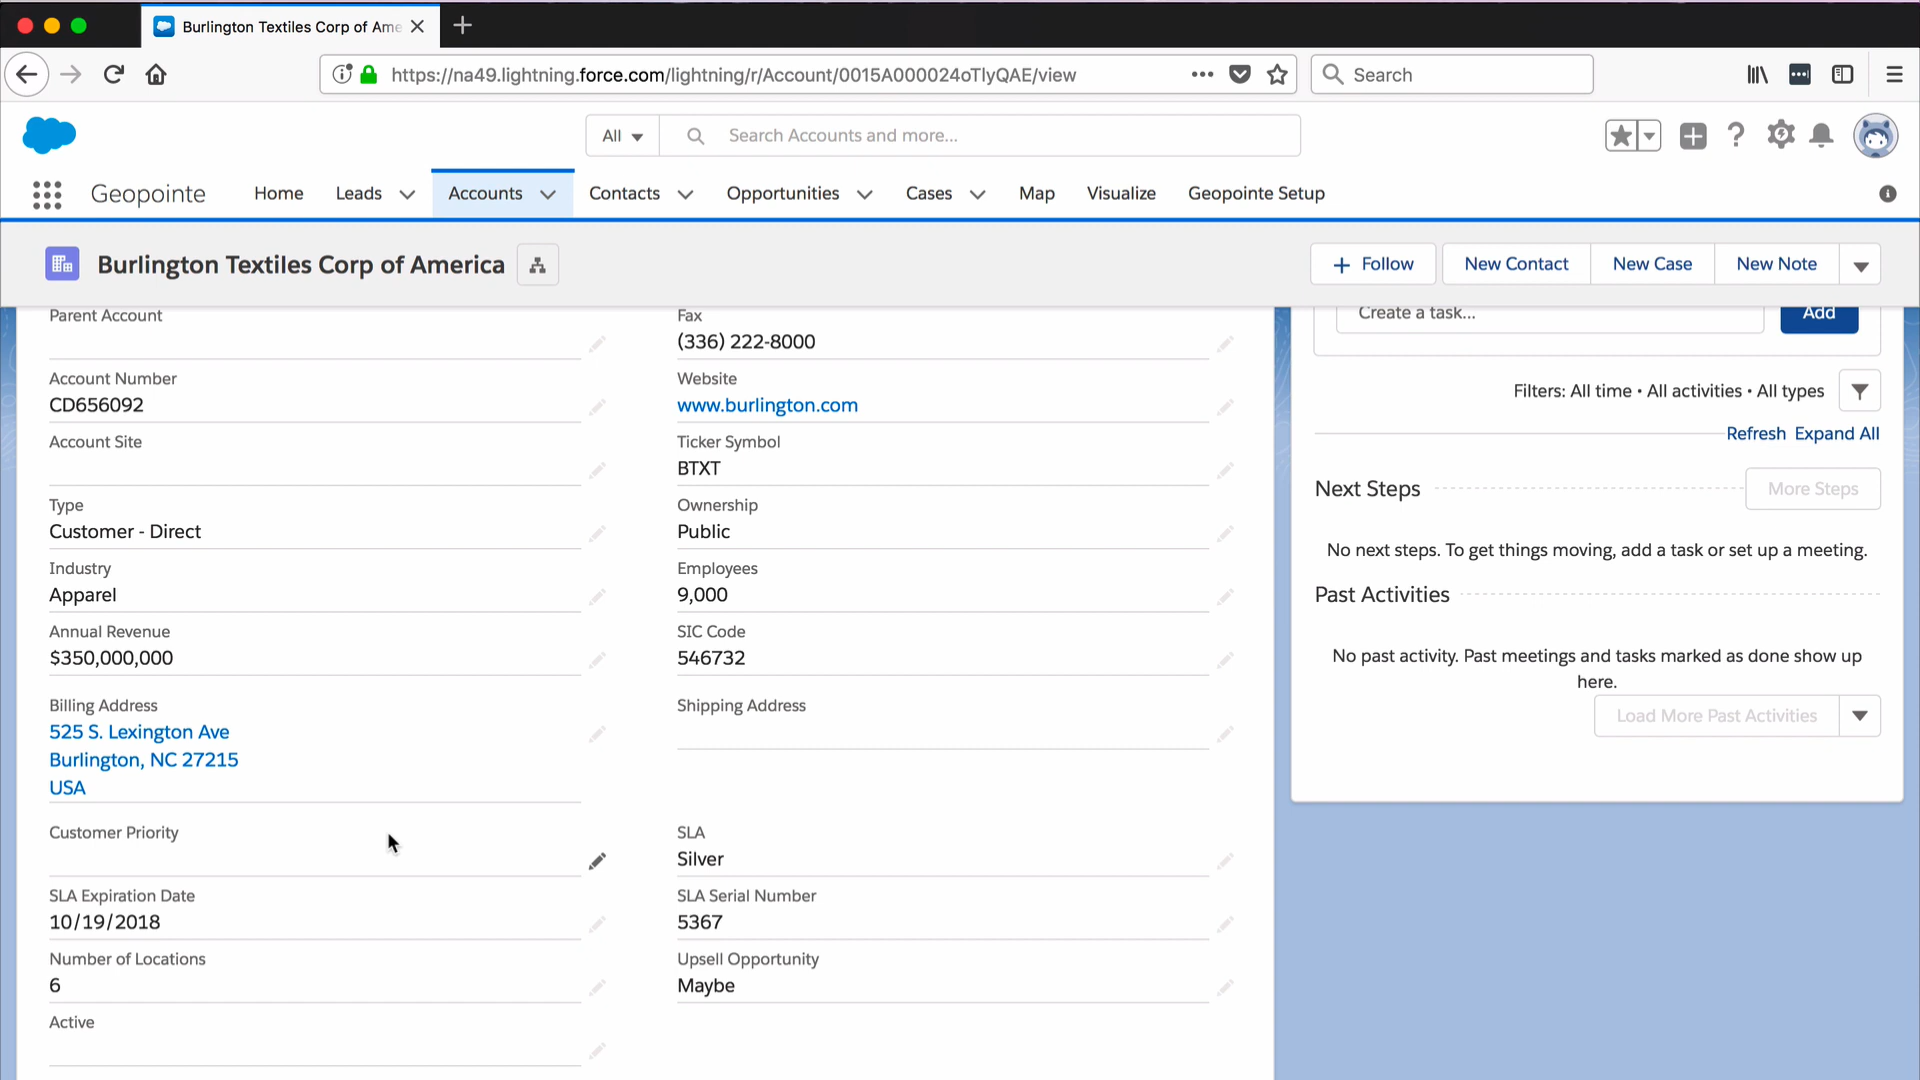 Burlington Textiles Corp of Ame
https://na49.lightning.force.com/lightning/r/Account/0015A000024oTlyQAE/view
Search
All
Search Accounts and more...
Geopointe
Home
Leads
Accounts
Contacts
Opportunities
Cases
Map
Visualize
Geopointe Setup
Burlington Textiles Corp of America
Follow
New Contact
New Case
New Note
Parent Account
Fax
(336) 222-8000
Account Number
CD656092
Website
www.burlington.com
Account Site
Ticker Symbol
BTXT
Type
Customer - Direct
Ownership
Public
Industry
Apparel
Employees
9,000
Annual Revenue
$350,000,000
SIC Code
546732
Billing Address
525 S. Lexington Ave
Burlington, NC 27215
USA
Shipping Address
Customer Priority
SLA
Silver
SLA Expiration Date
10/19/2018
SLA Serial Number
5367
Number of Locations
6
Upsell Opportunity
Maybe
Active
Create a task...
Add
Filters: All time • All activities • All types
Refresh
Expand All
Next Steps
More Steps
No next steps. To get things moving, add a task or set up a meeting.
Past Activities
No past activity. Past meetings and tasks marked as done show up
here.
Load More Past Activities